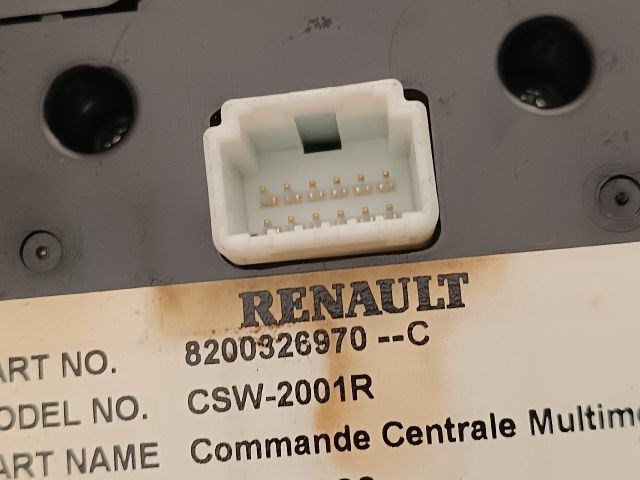 RENAULT
ART NO. 8200326970 --C
ODEL NO. CSW-2001R
ART NAME Commande Centrale Multim